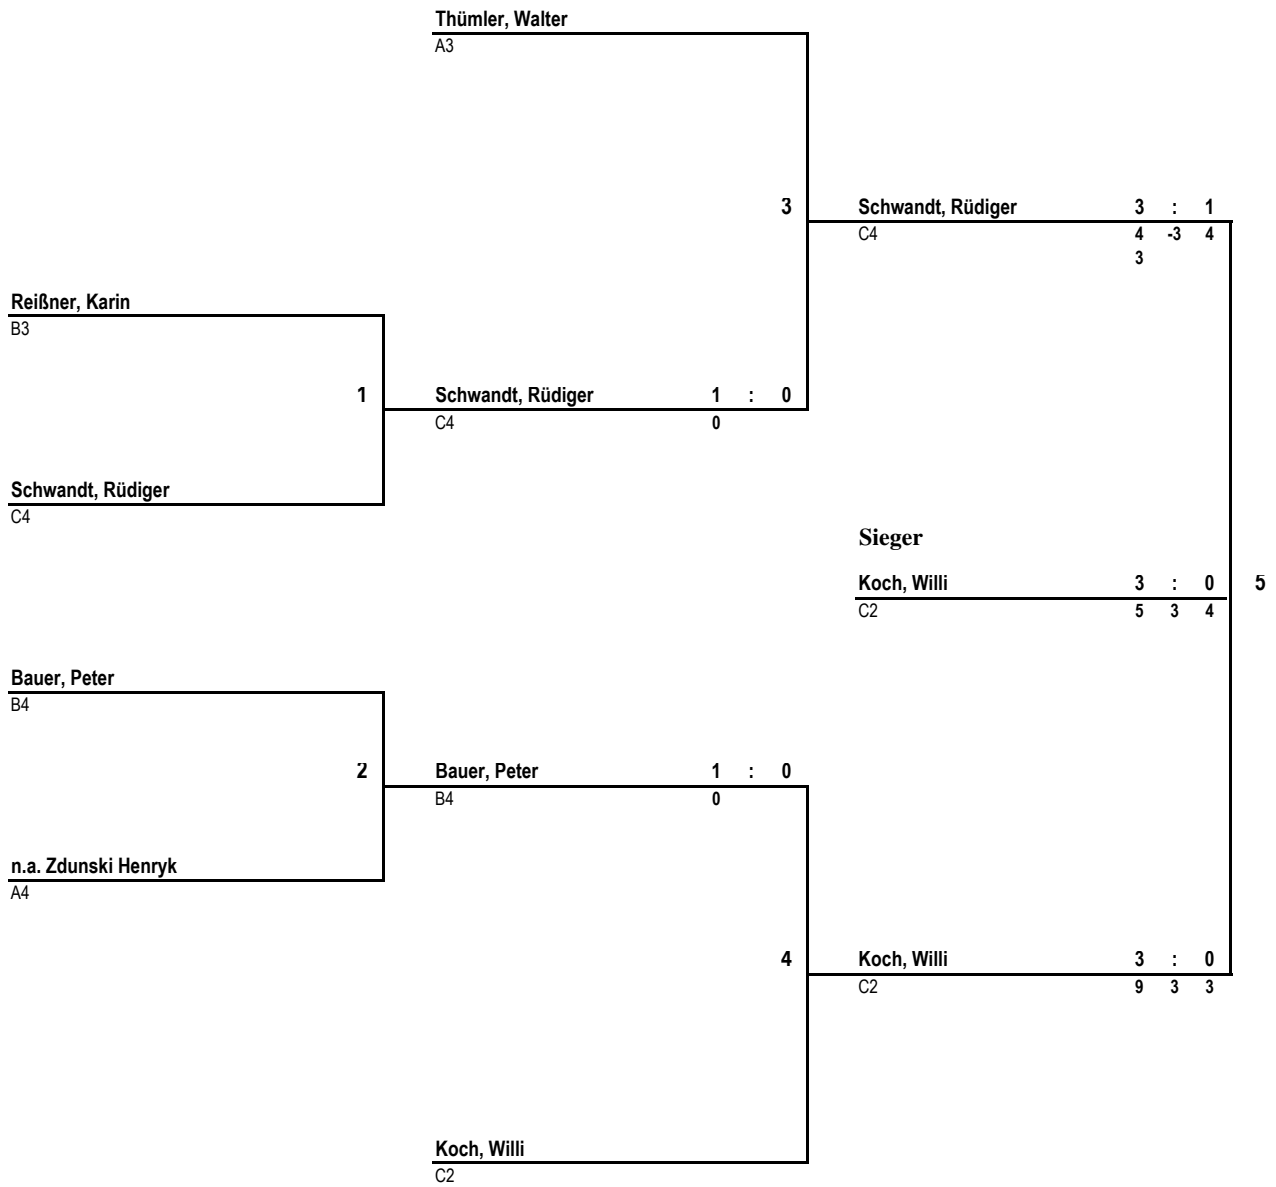 Thümler, Walter
A3
3 Schwandt, Rüdiger 3 : 1
C4 4 -3 4
3
Reißner, Karin
B3
1 Schwandt, Rüdiger 1 : 0
C4 0
Schwandt, Rüdiger
C4
Sieger
Koch, Willi 3 : 0 5
C2 5 3 4
Bauer, Peter
B4
2 Bauer, Peter 1 : 0
B4 0
n.a. Zdunski Henryk
A4
4 Koch, Willi 3 : 0
C2 9 3 3
Koch, Willi
C2